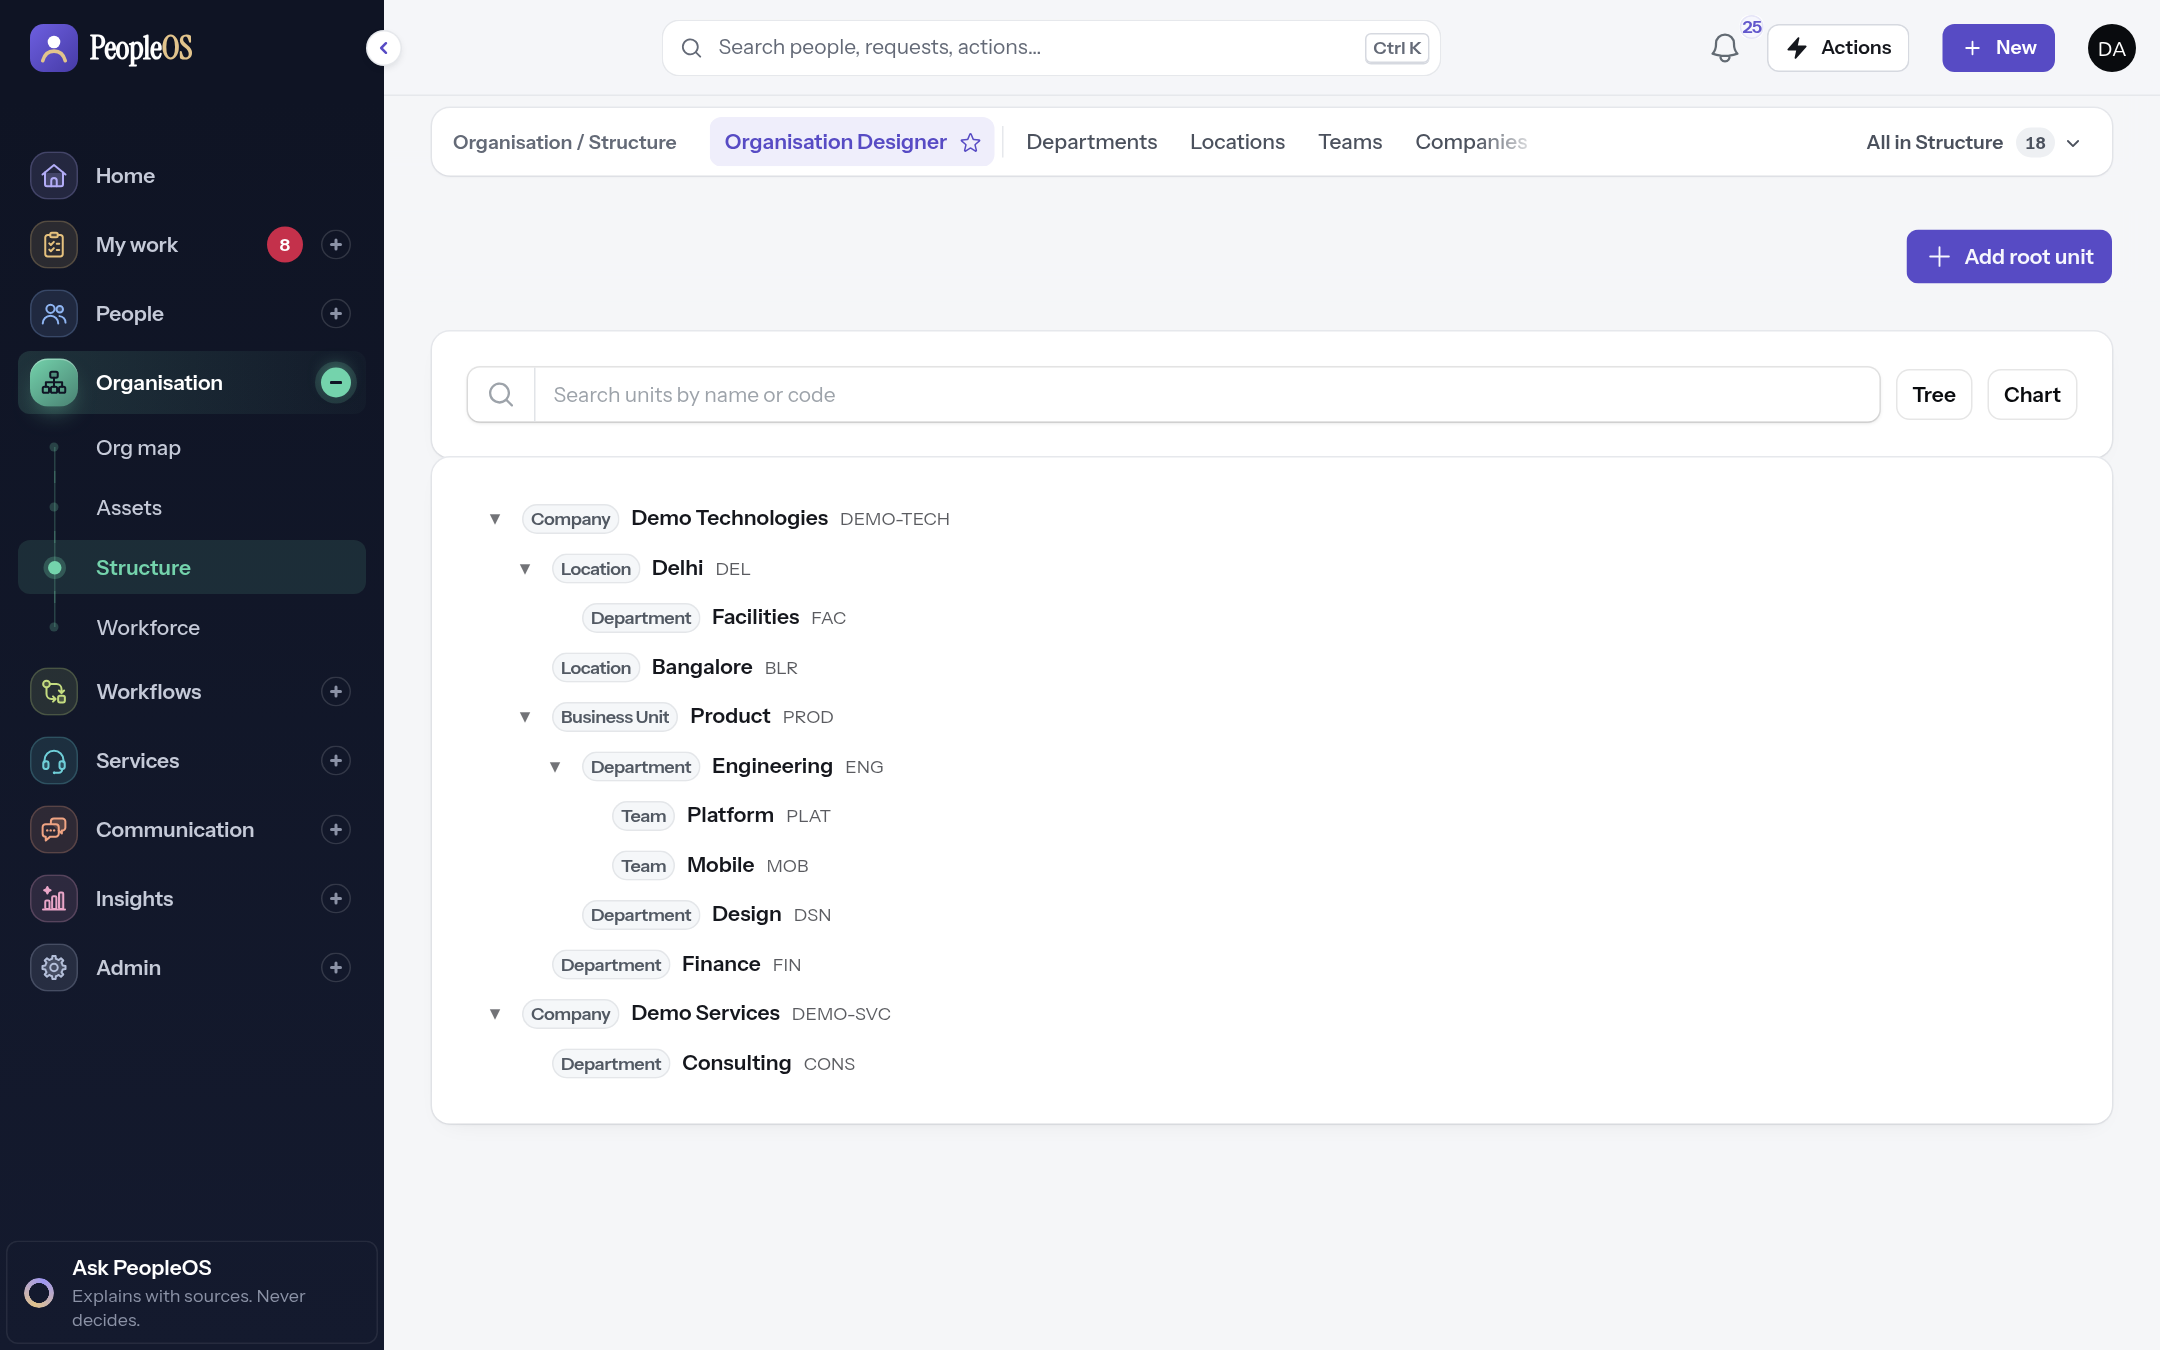 PeopleOS
Search people, requests, actions...
Ctrl K
25
Actions
New
DA
Organisation / Structure
Organisation Designer
Departments
Locations
Teams
Companies
All in Structure
18
Home
My work
8
People
Organisation
Org map
Assets
Structure
Workforce
Workflows
Services
Communication
Insights
Admin
Ask PeopleOS
Explains with sources. Never
decides.
Add root unit
Search units by name or code
Tree
Chart
Company Demo Technologies DEMO-TECH
Location Delhi DEL
Department Facilities FAC
Location Bangalore BLR
Business Unit Product PROD
Department Engineering ENG
Team Platform PLAT
Team Mobile MOB
Department Design DSN
Department Finance FIN
Company Demo Services DEMO-SVC
Department Consulting CONS